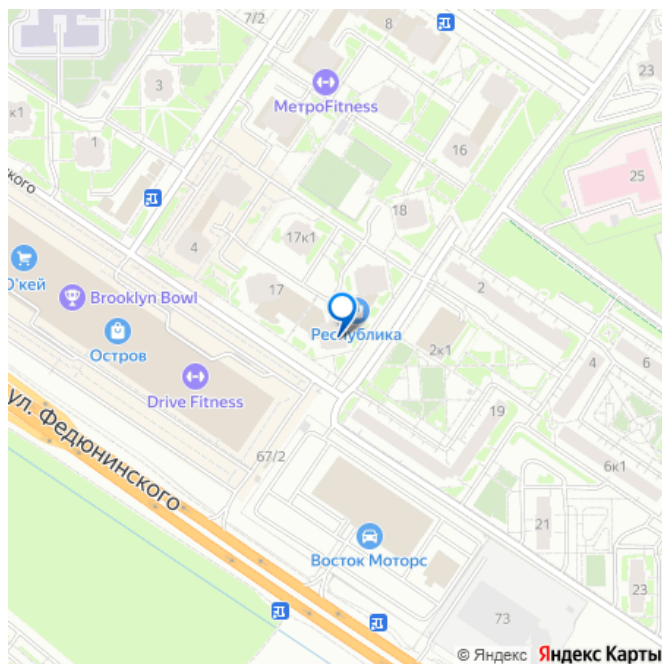 7/2
8
23
3
МетроFitness
к1
1
16
25
ского
18
4
17к1
О'кей
17
2
Brooklyn Bowl
Республика
Остров
2к1
4
6
Drive Fitness
19
ул. Федюнинского
67/2
6к1
21
Восток Моторс
23
73
© Яндекс Яндекс Карты